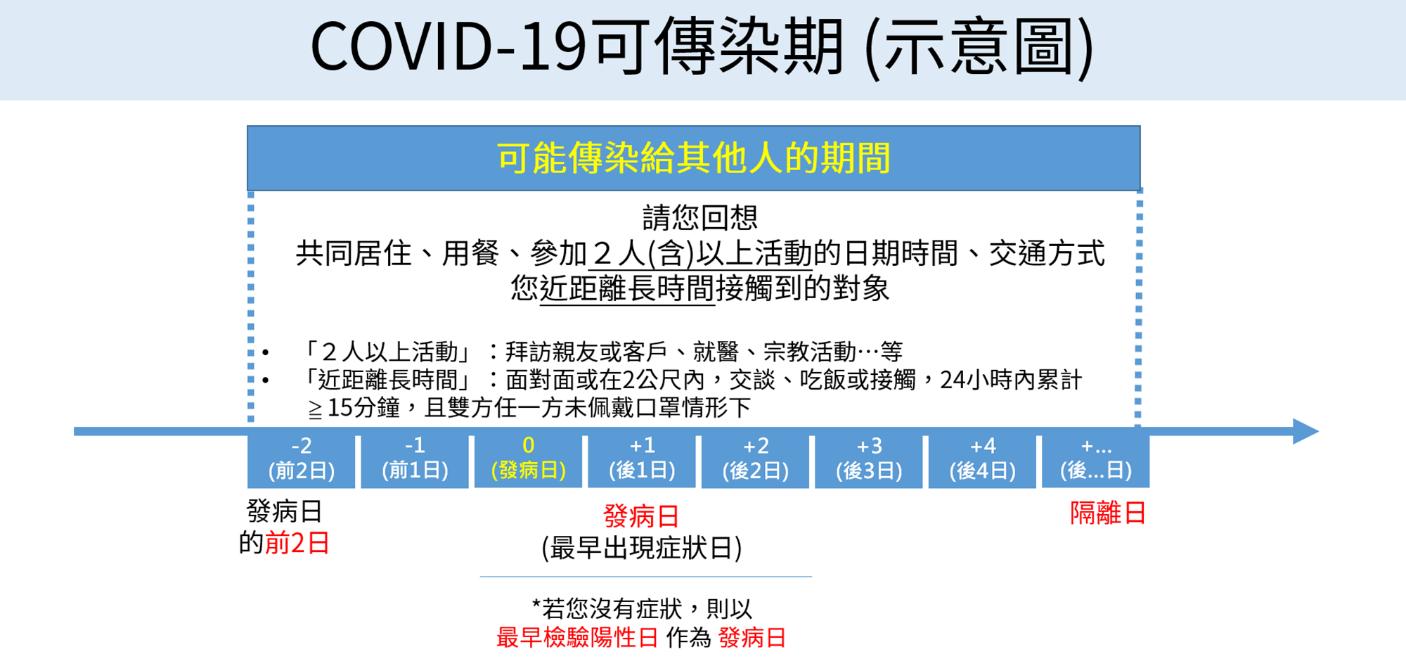 COVID-19可傳染期 (示意圖)
可能傳染給其他人的期間
請您回想
共同居住、用餐、參加２人(含)以上活動的日期時間、交通方式
您近距離長時間接觸到的對象
• 「２人以上活動」：拜訪親友或客戶、就醫、宗教活動…等
• 「近距離長時間」：面對面或在2公尺內，交談、吃飯或接觸，24小時內累計
≧15分鐘，且雙方任一方未佩戴口罩情形下
-2 -1 0 +1 +2 +3 +4 +...
(前2日) (前1日) (發病日) (後1日) (後2日) (後3日) (後4日) (後...日)
發病日
的前2日
發病日
(最早出現症狀日)
隔離日
*若您沒有症狀，則以
最早檢驗陽性日 作為 發病日